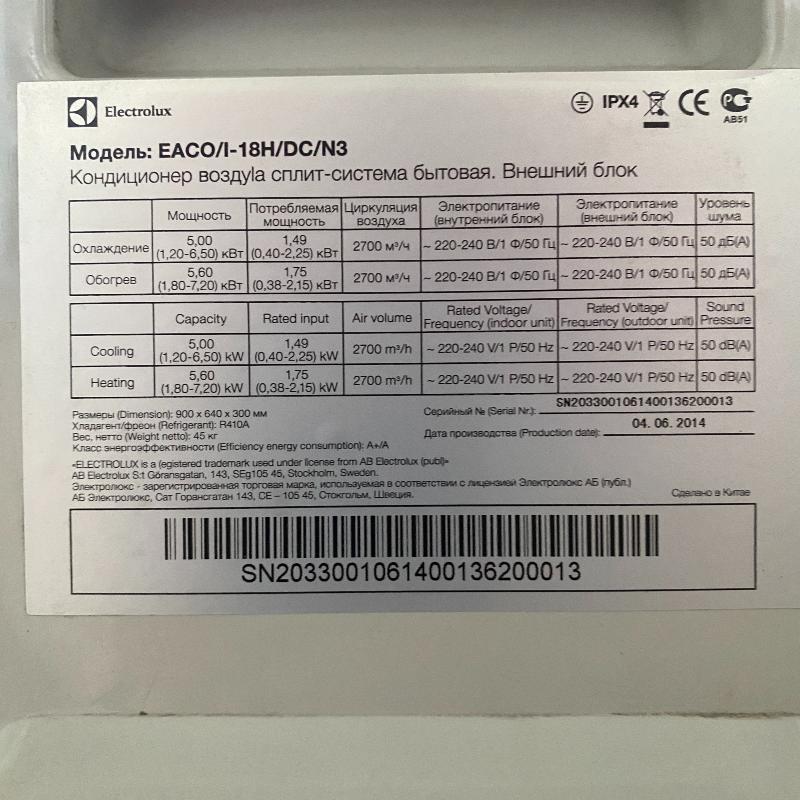 Electrolux
IPX4 CE
АВ51
Модель: EACO/I-18H/DC/N3
Кондиционер воздуla сплит-система бытовая. Внешний блок
Мощность Потребляемая мощность Циркуляция воздуха Электропитание (внутренний блок) Электропитание (внешний блок) Уровень шума
Охлаждение 5,00 (1,20-6,50) кВт 1,49 (0,40-2,25) кВт 2700 м³/ч ~ 220-240 В/1 Ф/50 Гц ~ 220-240 В/1 Ф/50 Гц 50 дБ(А)
Обогрев 5,60 (1,80-7,20) кВт 1,75 (0,38-2,15) кВт 2700 м³/ч ~ 220-240 В/1 Ф/50 Гц ~ 220-240 В/1 Ф/50 Гц 50 дБ(А)
Capacity Rated input Air volume Rated Voltage/ Frequency (indoor unit) Rated Voltage/ Frequency (outdoor unit) Sound Pressure
Cooling 5,00 (1,20-6,50) kW 1,49 (0,40-2,25) kW 2700 m³/h ~ 220-240 V/1 P/50 Hz ~ 220-240 V/1 P/50 Hz 50 dB(A)
Heating 5,60 (1,80-7,20) kW 1,75 (0,38-2,15) kW 2700 m³/h ~ 220-240 V/1 P/50 Hz ~ 220-240 V/1 P/50 Hz 50 dB(A)
Размеры (Dimension): 900 x 640 x 300 мм
Хладагент/фреон (Refrigerant): R410A
Вес, нетто (Weight netto): 45 кг
Класс энергоэффективности (Efficiency energy consumption): A+/A
Серийный № (Serial Nr.): SN2033001061400136200013
Дата производства (Production date): 04. 06. 2014
«ELECTROLUX is a (egistered trademark used under license from AB Electrolux (publ)»
AB Electrolux S:t Göransgatan, 143, SEg105 45, Stockholm, Sweden.
Электролюкс - зарегистрированная торговая марка, используемая в соответствии с лицензией Электролюкс АБ (публ.)
АБ Электролюкс, Сат Горансгатан 143, СЕ – 105 45, Стокгольм, Швеция.
Сделано в Китае
SN2033001061400136200013